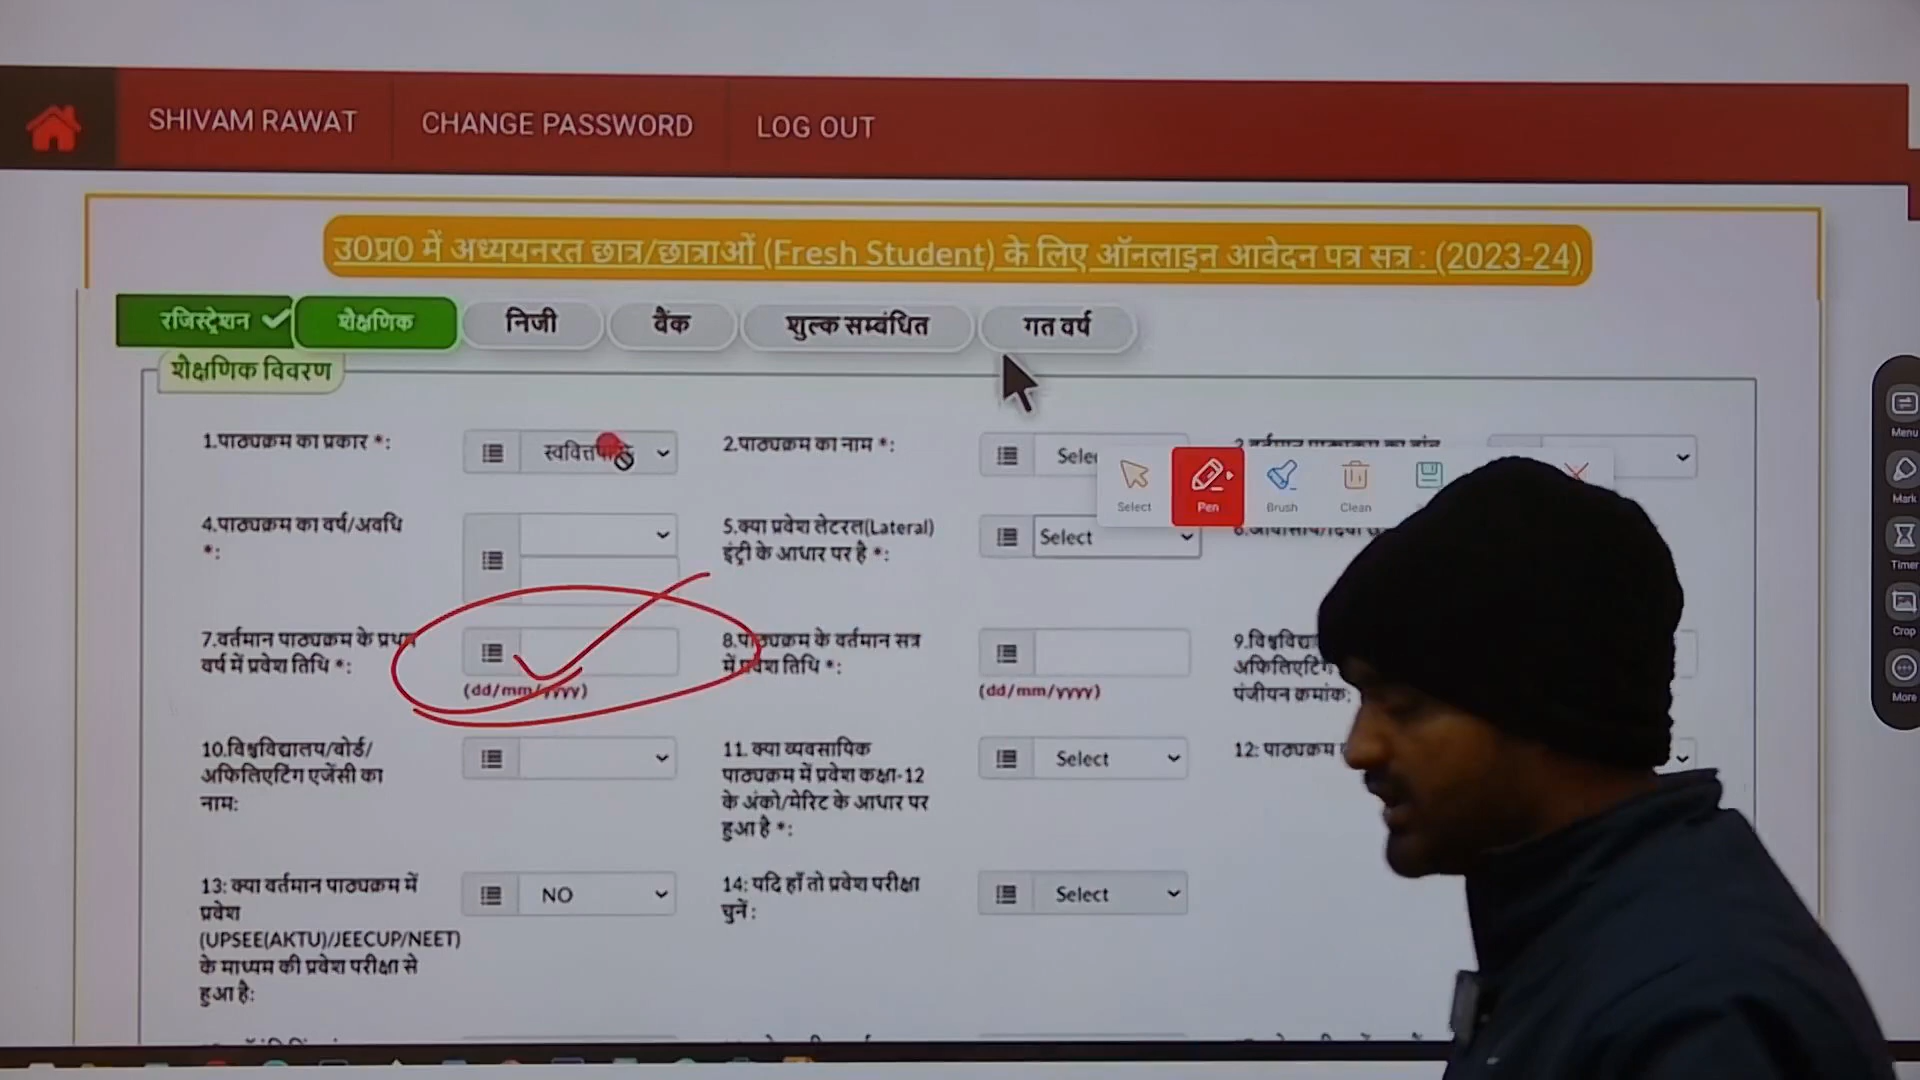 SHIVAM RAWAT CHANGE PASSWORD LOG OUT
उ0प्र0 में अध्ययनरत छात्र/छात्राओं (Fresh Student) के लिए ऑनलाइन आवेदन पत्र सत्र : (2023-24)
रजिस्ट्रेशन शैक्षणिक निजी बैंक शुल्क सम्बंधित गत वर्ष
शैक्षणिक विवरण
1.पाठ्यक्रम का प्रकार *:
2.पाठ्यक्रम का नाम *:
4.पाठ्यक्रम का वर्ष/अवधि
*:
5.क्या प्रवेश लेटरल(Lateral)
इंट्री के आधार पर है *:
Select
Select Pen Brush Clean
7.वर्तमान पाठ्यक्रम के प्रथम
वर्ष में प्रवेश तिथि *:
(dd/mm/yyyy)
8.पाठ्यक्रम के वर्तमान सत्र
में प्रवेश तिथि *:
(dd/mm/yyyy)
अफिलिएटिंग
पंजीयन क्रमांक:
10.विश्वविद्यालय/बोर्ड/
अफिलिएटिंग एजेंसी का
नाम:
11. क्या व्यवसायिक
पाठ्यक्रम में प्रवेश कक्षा-12
के अंको/मेरिट के आधार पर
हुआ है *:
Select
12: पाठ्यक्रम
13: क्या वर्तमान पाठ्यक्रम में
प्रवेश
(UPSEE(AKTU)/JEECUP/NEET)
के माध्यम की प्रवेश परीक्षा से
हुआ है:
NO
14: यदि हाँ तो प्रवेश परीक्षा
चुनें :
Select
Menu
Mark
Timer
Crop
More